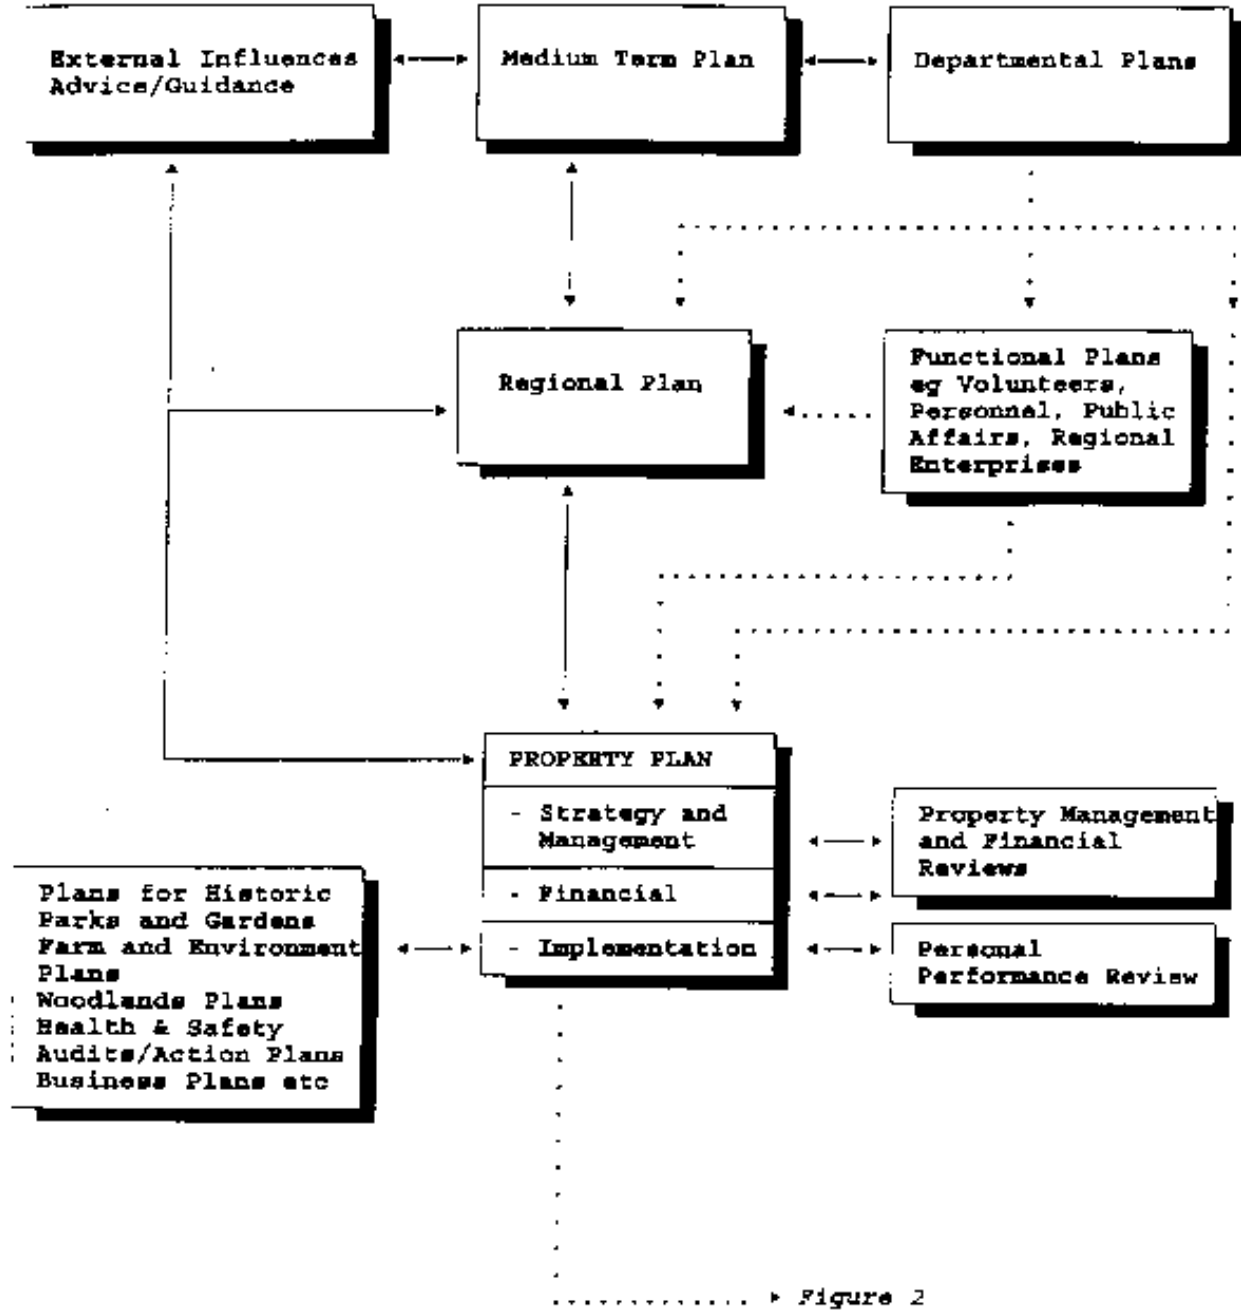 External Influences
Advice/Guidance
Medium Term Plan
Departmental Plans
Regional Plan
Functional Plans
eg Volunteers,
Personnel, Public
Affairs, Regional
Enterprises
PROPERTY PLAN
- Strategy and
Management
- Financial
- Implementation
Property Management
and Financial
Reviews
Personal
Performance Review
Plans for Historic
Parks and Gardens
Farm and Environment
Plans
Woodlands Plans
Health & Safety
Audits/Action Plans
Business Plans etc
Figure 2